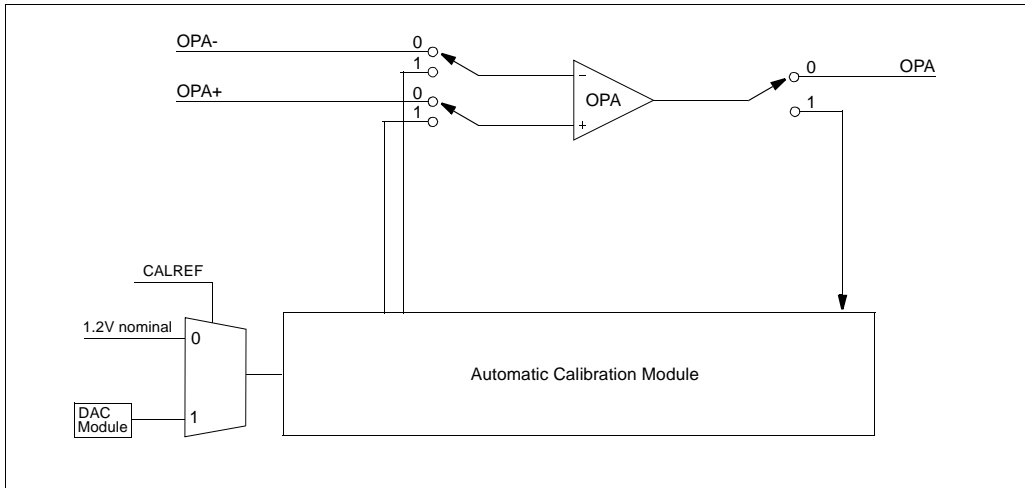 OPA-
0
1
OPA+
0
1
−
OPA
+
0
OPA
1
CALREF
1.2V nominal
0
DAC
Module
1
Automatic Calibration Module